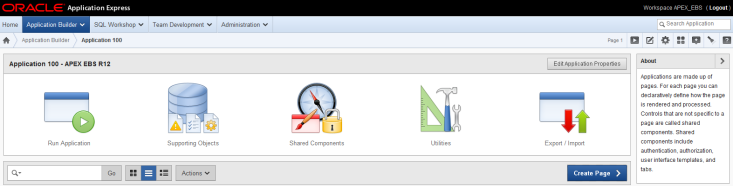 ORACLE Application Express
Workspace APEX_EBS (Logout)
Home Application Builder SQL Workshop Team Development Administration
Search Application
Application Builder Application 100
Page 1
Application 100 - APEX EBS R12
Edit Application Properties
Run Application
Supporting Objects
Shared Components
Utilities
Export / Import
Go
Actions
Create Page
About
Applications are made up of
pages. For each page you can
declaratively define how the page
is rendered and processed.
Controls that are not specific to a
page are called shared
components. Shared
components include
authentication, authorization,
user interface templates, and
tabs.